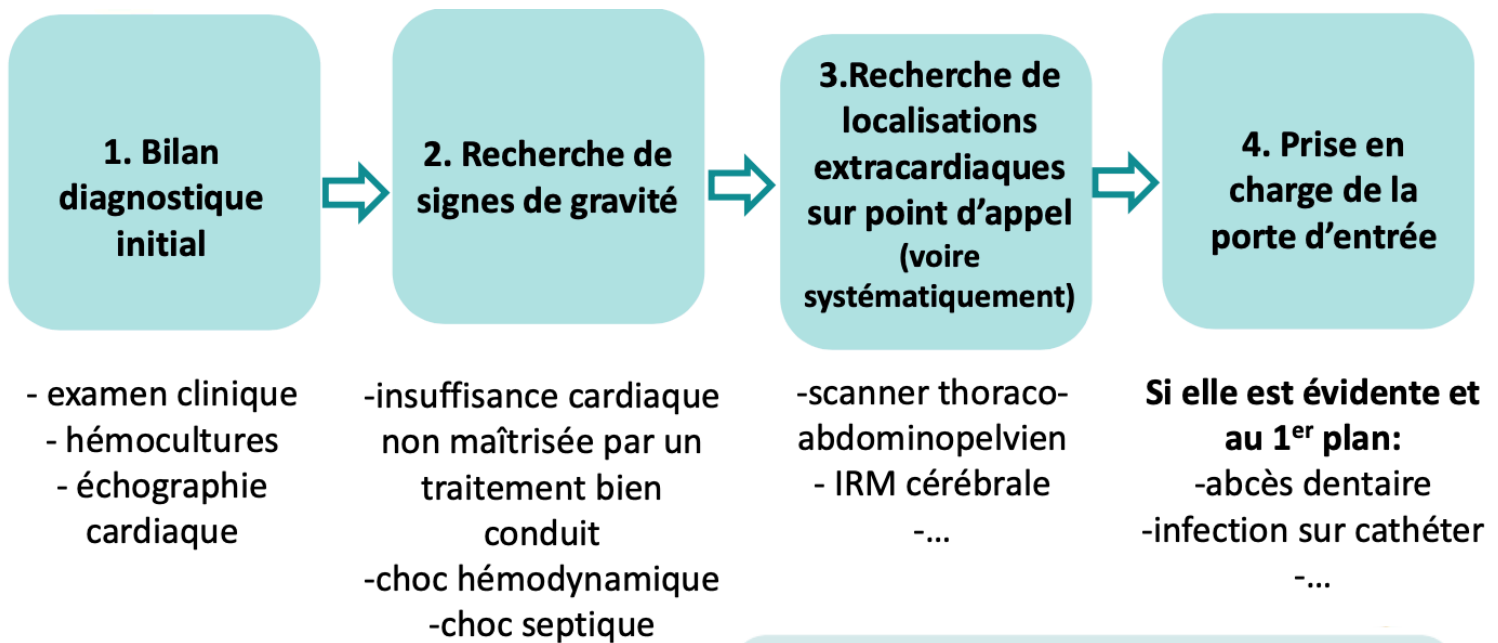 1. Bilan
diagnostique
initial
- examen clinique
- hémocultures
- échographie
cardiaque
2. Recherche de
signes de gravité
-insuffisance cardiaque
non maîtrisée par un
traitement bien
conduit
-choc hémodynamique
-choc septique
3.Recherche de
localisations
extracardiaques
sur point d’appel
(voire
systématiquement)
-scanner thoraco-
abdominopelvien
- IRM cérébrale
-...
4. Prise en
charge de la
porte d’entrée
Si elle est évidente et
au 1er plan:
-abcès dentaire
-infection sur cathéter
-...